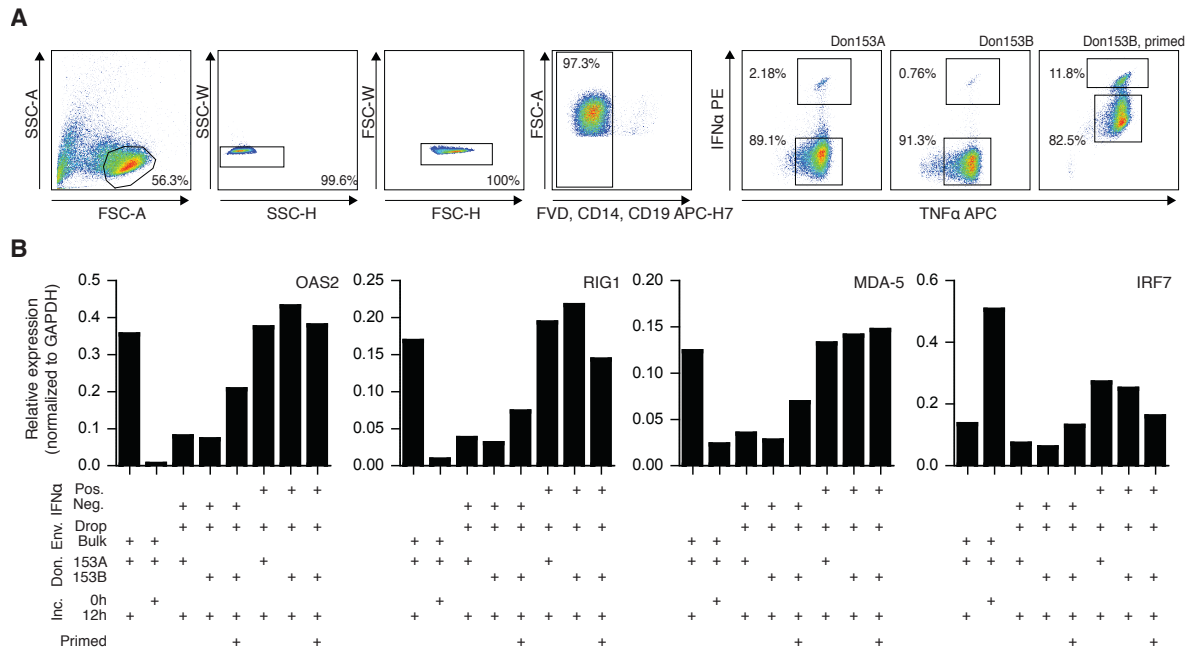 A
SSC-A
56.3%
FSC-A
SSC-W
99.6%
SSC-H
FSC-W
100%
FSC-H
FSC-A
97.3%
FVD, CD14, CD19 APC-H7
IFNα PE
Don153A
2.18%
89.1%
Don153B
0.76%
91.3%
Don153B, primed
11.8%
82.5%
TNFα APC
B
Relative expression
(normalized to GAPDH)
OAS2
0.5
0.4
0.3
0.2
0.1
0.0
RIG1
0.25
0.20
0.15
0.10
0.05
0.00
MDA-5
0.20
0.15
0.10
0.05
0.00
IRF7
0.6
0.4
0.2
0.0
IFNα
Pos. + + + + + + + + + + + +
Neg. + + + + + + + + + + + +
Env.
Drop + + + + + + + + + + + + + + + + + + + + + + + +
Bulk + + + + + + + +
Don.
153A + + + + + + + + + + + + + + + +
153B + + + + + + + + + + + + + + + +
Inc.
0h + + + +
12h + + + + + + + + + + + + + + + + + + + + + + + + + + + +
Primed + + + + + + + +